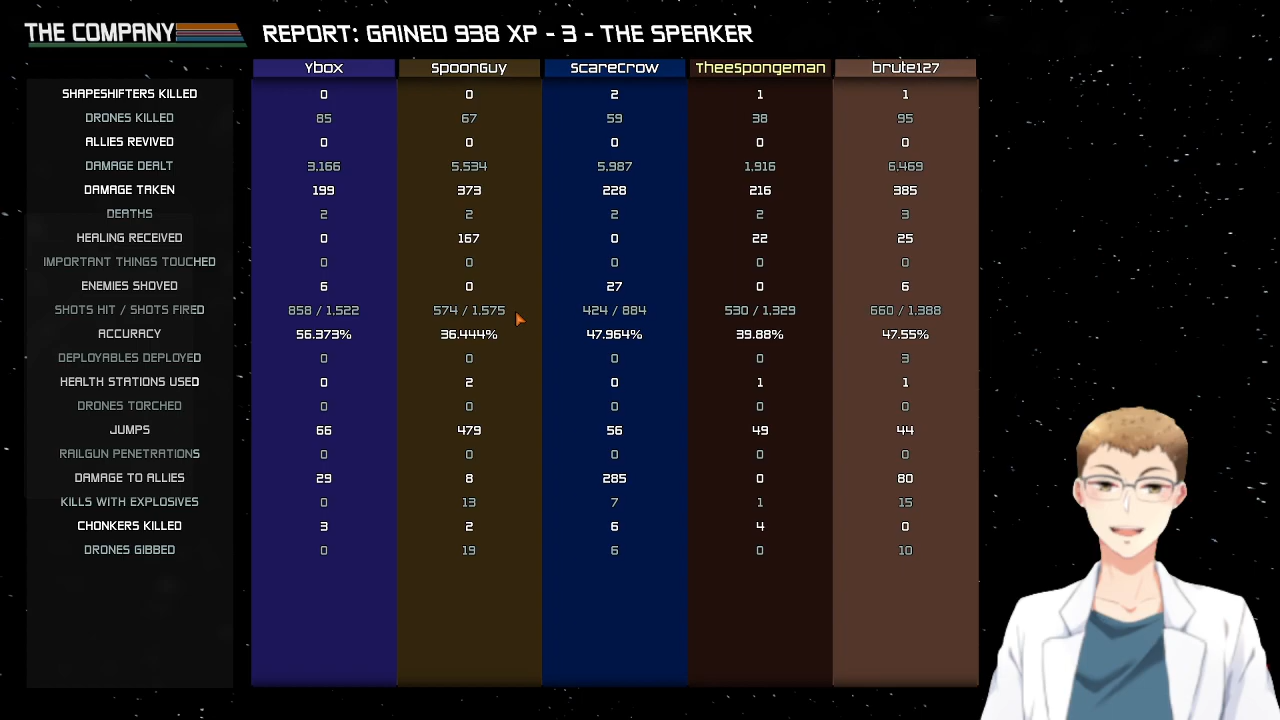 THE COMPANY REPORT: GAINED 938 XP - 3 - THE SPEAKER
Ybox SpoonGuy ScareCrow TheeSpongeman brute127
SHAPESHIFTERS KILLED 0 0 2 1 1
DRONES KILLED 85 67 59 38 95
ALLIES REVIVED 0 0 0 0 0
DAMAGE DEALT 3.166 5.534 5.987 1.916 6.469
DAMAGE TAKEN 199 373 228 216 385
DEATHS 2 2 2 2 3
HEALING RECEIVED 0 167 0 22 25
IMPORTANT THINGS TOUCHED 0 0 0 0 0
ENEMIES SHOVED 6 0 27 0 6
SHOTS HIT / SHOTS FIRED 858 / 1.522 574 / 1.575 424 / 884 530 / 1.329 660 / 1.388
ACCURACY 56.373% 36.444% 47.964% 39.88% 47.55%
DEPLOYABLES DEPLOYED 0 0 0 0 3
HEALTH STATIONS USED 0 2 0 1 1
DRONES TORCHED 0 0 0 0 0
JUMPS 66 479 56 49 44
RAILGUN PENETRATIONS 0 0 0 0 0
DAMAGE TO ALLIES 29 8 285 0 80
KILLS WITH EXPLOSIVES 0 13 7 1 15
CHONKERS KILLED 3 2 6 4 0
DRONES GIBBED 0 19 6 0 10